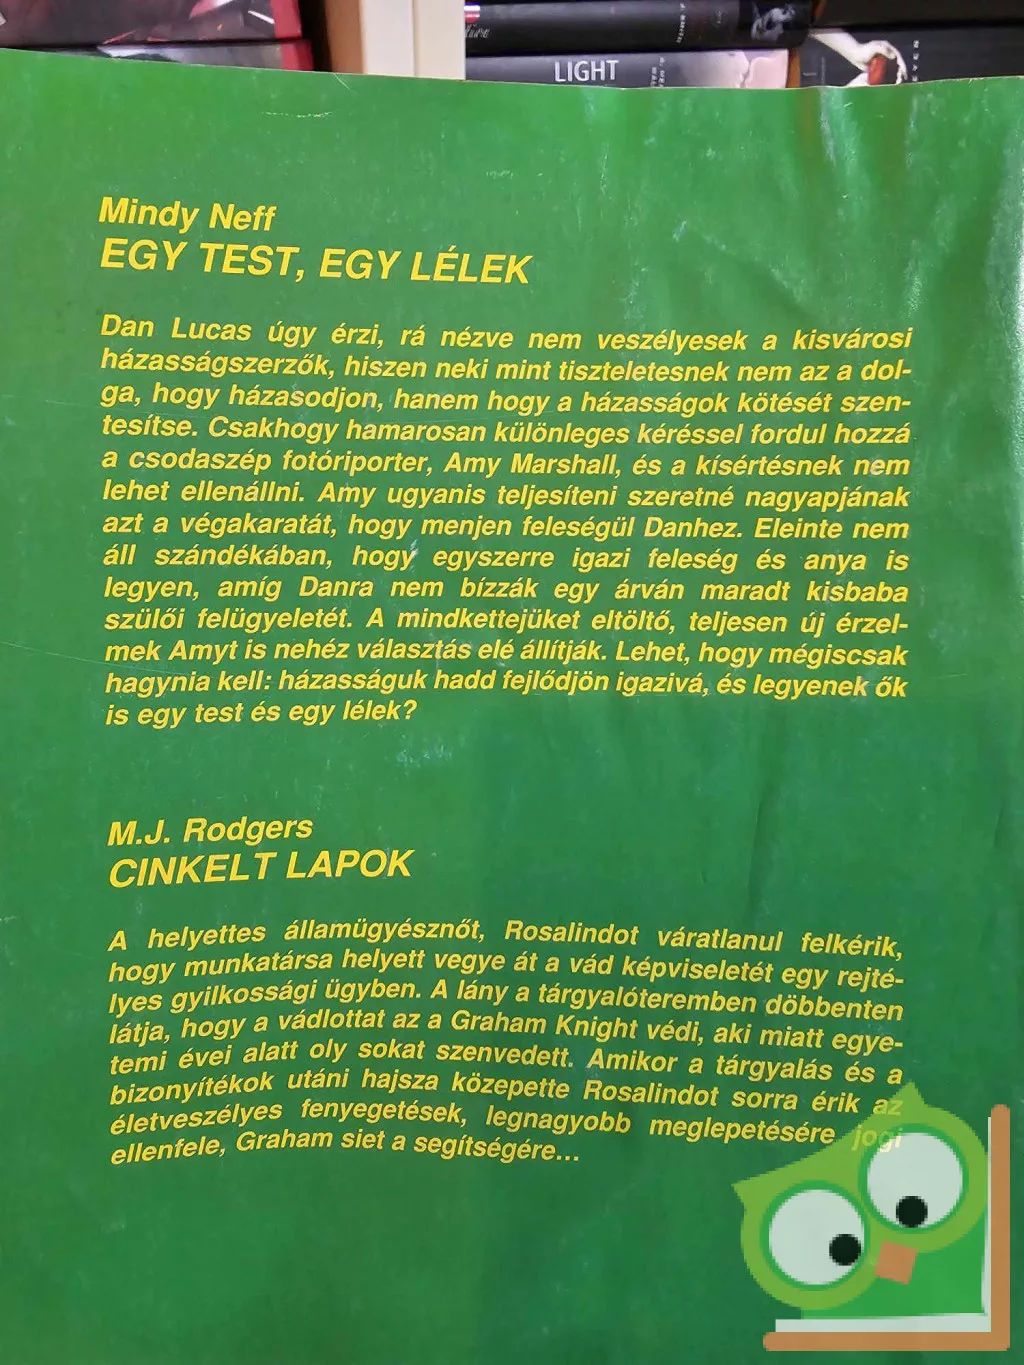 LIGHT
Mindy Neff
EGY TEST, EGY LÉLEK
Dan Lucas úgy érzi, rá nézve nem veszélyesek a kisvárosi
házasságszerzők, hiszen neki mint tiszteletesnek nem az a dol-
ga, hogy házasodjon, hanem hogy a házasságok kötését szen-
tesítse. Csakhogy hamarosan különleges kéréssel fordul hozzá
a csodaszép fotóriporter, Amy Marshall, és a kísértésnek nem
lehet ellenállni. Amy ugyanis teljesíteni szeretné nagyapjának
azt a végakaratát, hogy menjen feleségül Danhez. Eleinte nem
áll szándékában, hogy egyszerre igazi feleség és anya is
legyen, amíg Danra nem bízzák egy árván maradt kisbaba
szülői felügyeletét. A mindkettejüket eltöltő, teljesen új érzel-
mek Amyt is nehéz választás elé állítják. Lehet, hogy mégiscsak
hagynia kell: házasságuk hadd fejlődjön igazivá, és legyenek ők
is egy test és egy lélek?
M.J. Rodgers
CINKELT LAPOK
A helyettes államügyésznőt, Rosalindot váratlanul felkérik,
hogy munkatársa helyett vegye át a vád képviseletét egy rejté-
lyes gyilkossági ügyben. A lány a tárgyalóteremben döbbenten
látja, hogy a vádlottat az a Graham Knight védi, aki miatt egye-
temi évei alatt oly sokat szenvedett. Amikor a tárgyalás és a
bizonyítékok utáni hajsza közepette Rosalindot sorra érik az
életveszélyes fenyegetések, legnagyobb meglepetésére jogi
ellenfele, Graham siet a segítségére...